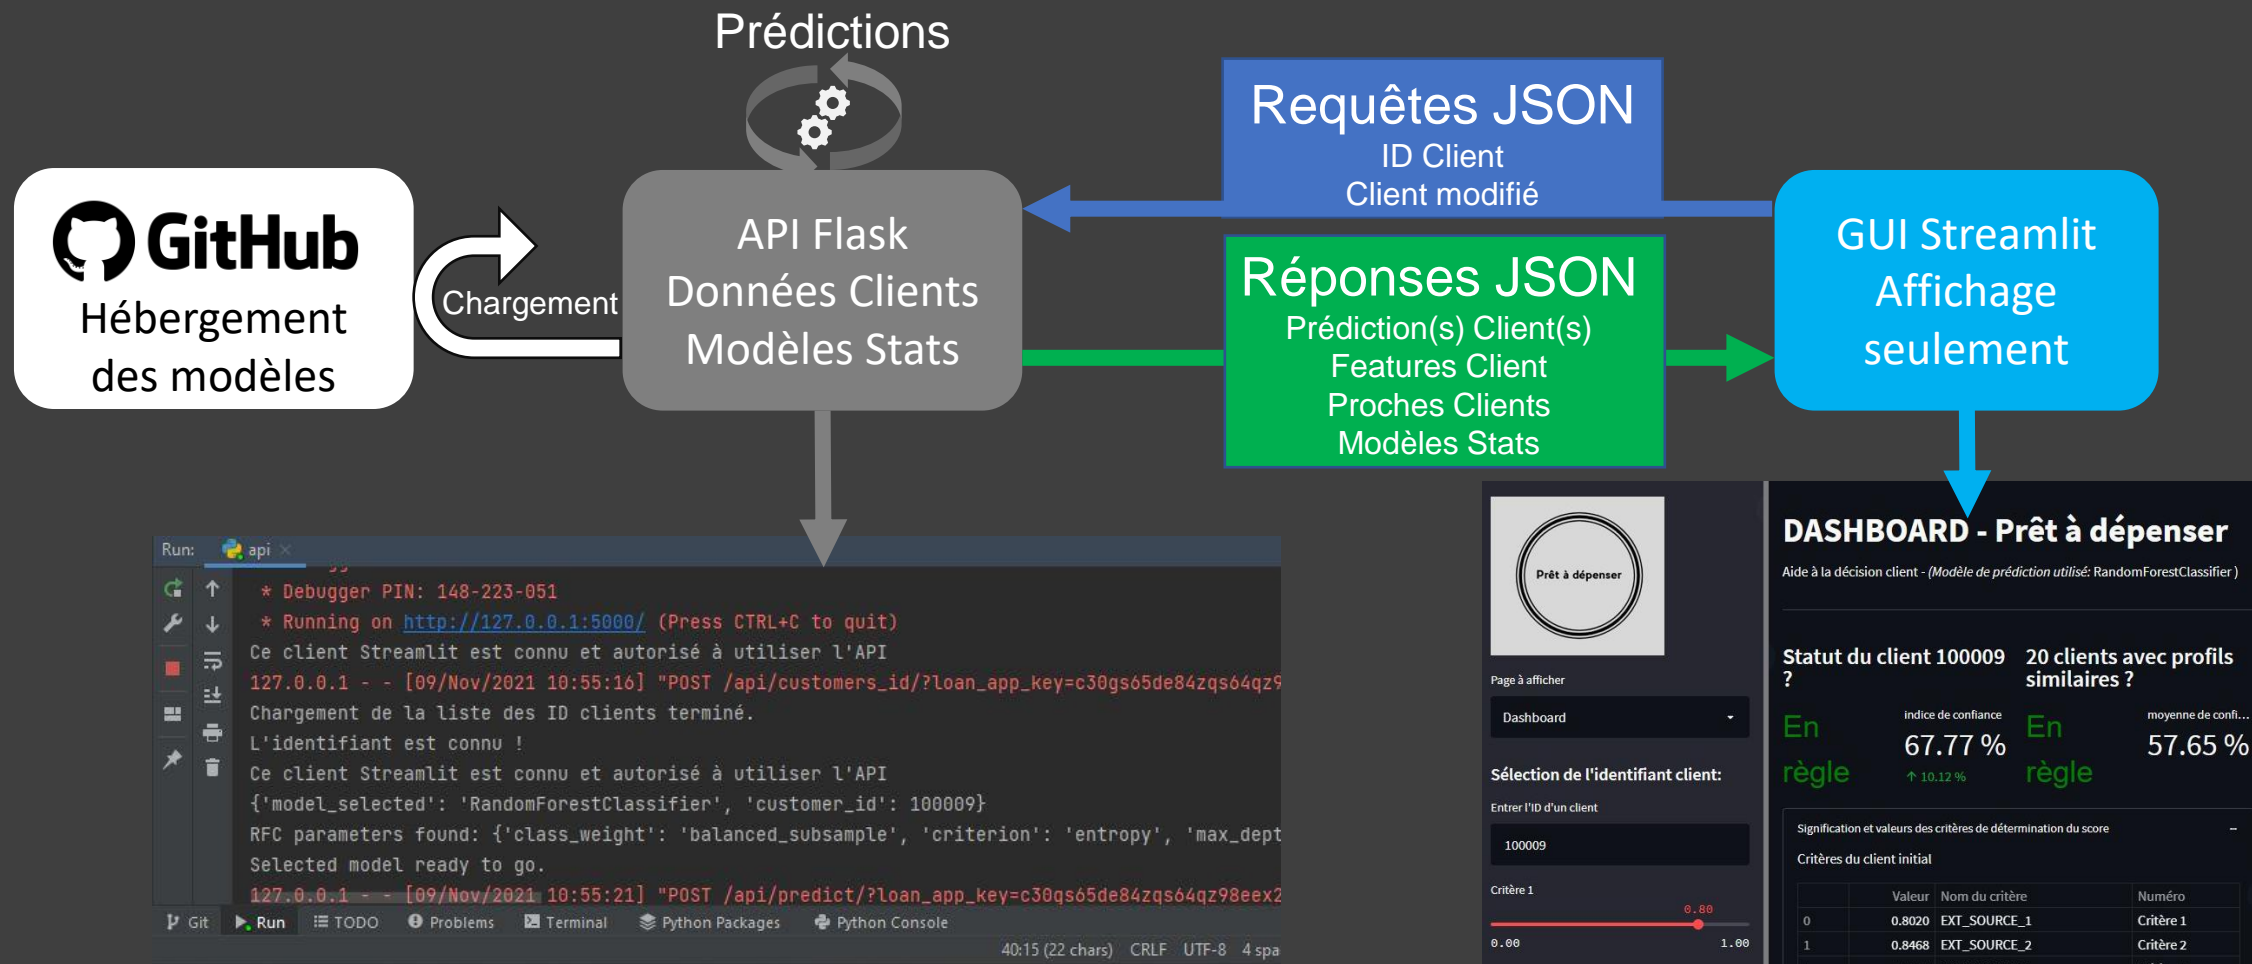 Prédictions
GitHub
Hébergement
des modèles
Chargement
API Flask
Données Clients
Modèles Stats
Requêtes JSON
ID Client
Client modifié
Réponses JSON
Prédiction(s) Client(s)
Features Client
Proches Clients
Modèles Stats
GUI Streamlit
Affichage
seulement
Run: api
* Debugger PIN: 148-223-051
* Running on http://127.0.0.1:5000/ (Press CTRL+C to quit)
Ce client Streamlit est connu et autorisé à utiliser l'API
127.0.0.1 - - [09/Nov/2021 10:55:16] "POST /api/customers_id/?loan_app_key=c30gs65de84zqs64qz9
Chargement de la liste des ID clients terminé.
L'identifiant est connu !
Ce client Streamlit est connu et autorisé à utiliser l'API
{'model_selected': 'RandomForestClassifier', 'customer_id': 100009}
RFC parameters found: {'class_weight': 'balanced_subsample', 'criterion': 'entropy', 'max_dept
Selected model ready to go.
127.0.0.1 - - [09/Nov/2021 10:55:21] "POST /api/predict/?loan_app_key=c30gs65de84zqs64qz98eex2
Git Run TODO Problems Terminal Python Packages Python Console
40:15 (22 chars) CRLF UTF-8 4 spa
Prêt à dépenser
Page à afficher
Dashboard
Sélection de l'identifiant client:
Entrer l'ID d'un client
100009
Critère 1
0.80
0.00 1.00
DASHBOARD - Prêt à dépenser
Aide à la décision client - (Modèle de prédiction utilisé: RandomForestClassifier )
Statut du client 100009
?
En
règle
indice de confiance
67.77 %
↑ 10.12 %
20 clients avec profils
similaires ?
En
règle
moyenne de confi...
57.65 %
Signification et valeurs des critères de détermination du score
Critères du client initial
Valeur Nom du critère Numéro
0 0.8020 EXT_SOURCE_1 Critère 1
1 0.8468 EXT_SOURCE_2 Critère 2